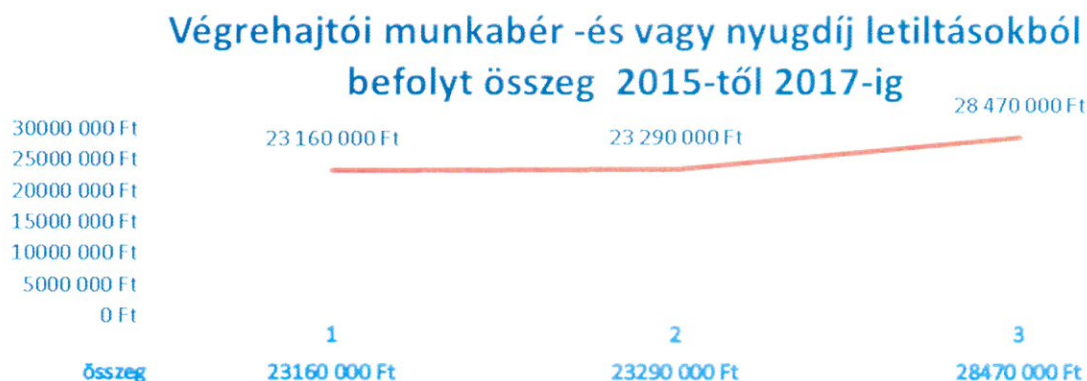 Végrehajtói munkabér -és vagy nyugdíj letiltásokból
befolyt összeg 2015-től 2017-ig
30000 000 Ft
25000 000 Ft
20000 000 Ft
15000 000 Ft
10000 000 Ft
5000 000 Ft
0 Ft
23 160 000 Ft
23 290 000 Ft
28 470 000 Ft
1 2 3
összeg 23160 000 Ft 23290 000 Ft 28470 000 Ft